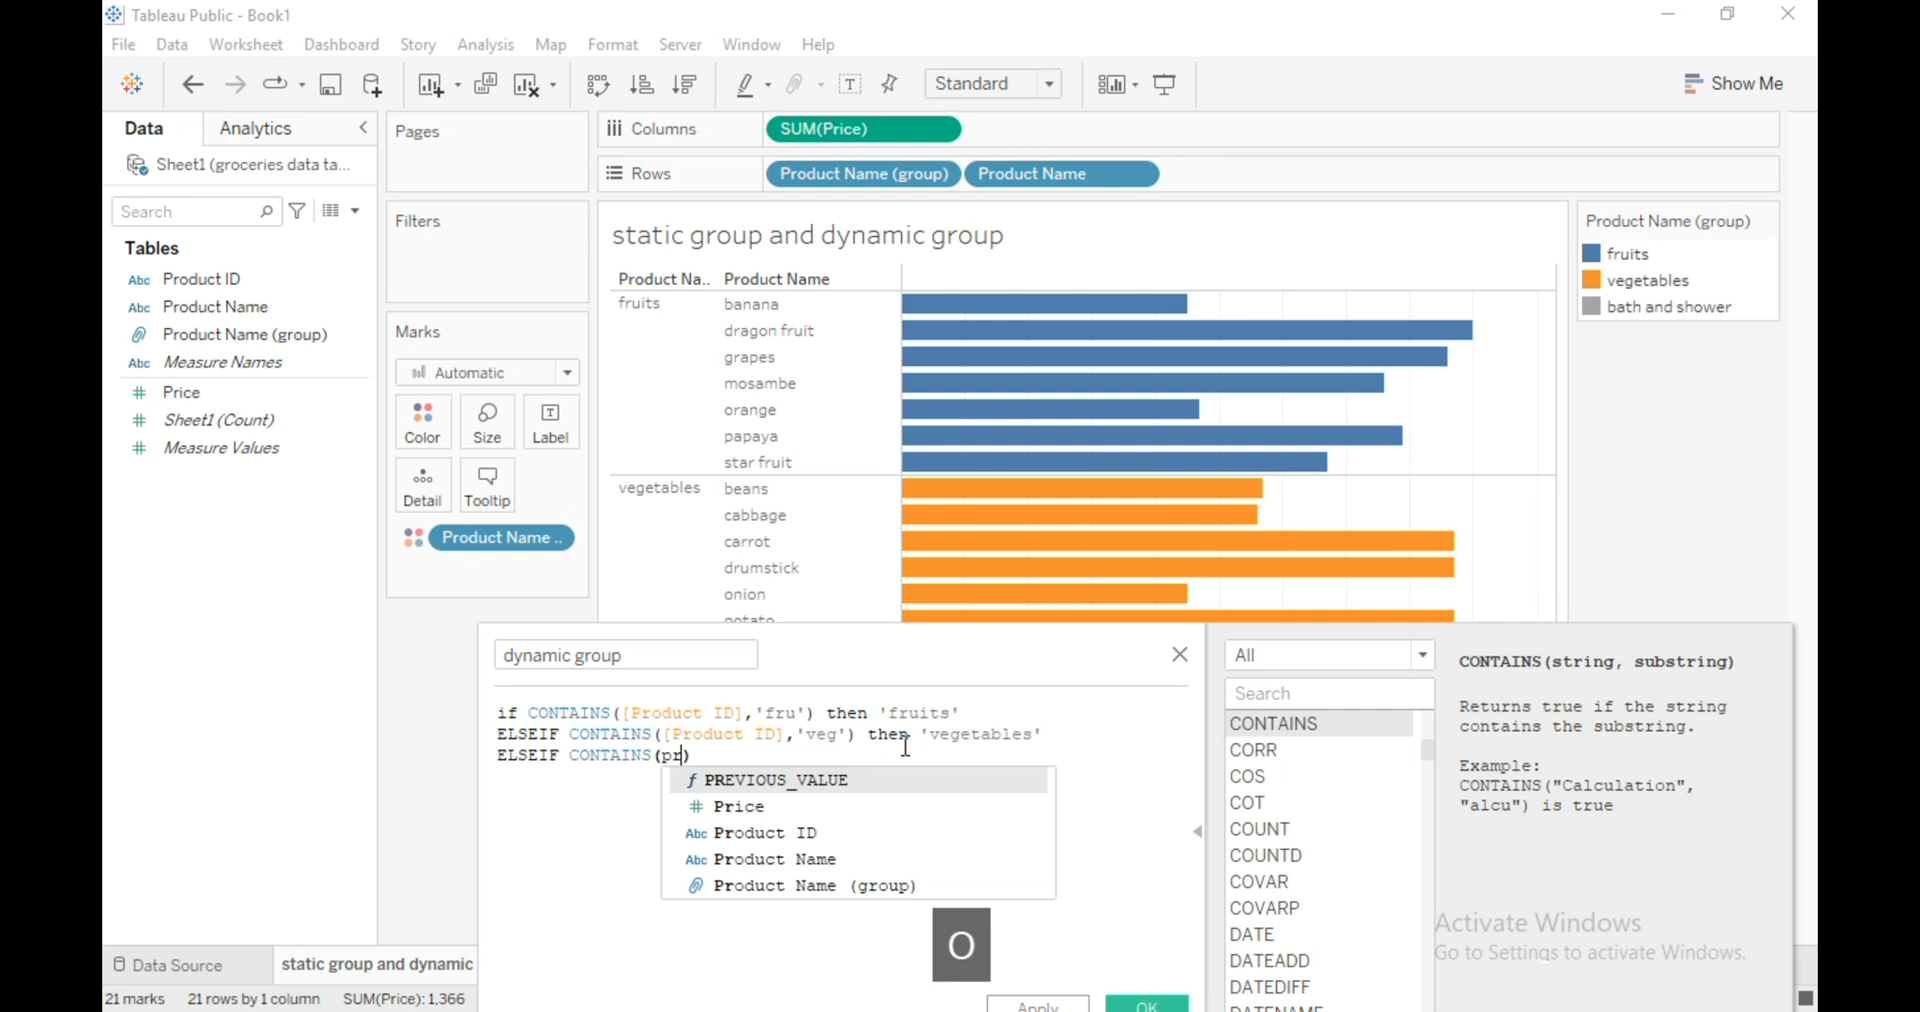 Tableau Public - Book1
File Data Worksheet Dashboard Story Analysis Map Format Server Window Help
Standard
Show Me
Data Analytics
Sheet1 (groceries data ta...
Search
Tables
Abc Product ID
Abc Product Name
Product Name (group)
Abc Measure Names
# Price
# Sheet1 (Count)
# Measure Values
Pages
Filters
Marks
Automatic
Color Size Label
Detail Tooltip
Product Name ..
Columns SUM(Price)
Rows Product Name (group) Product Name
static group and dynamic group
Product Na.. Product Name
fruits banana
dragon fruit
grapes
mosambe
orange
papaya
star fruit
vegetables beans
cabbage
carrot
drumstick
onion
potato
Product Name (group)
fruits
vegetables
bath and shower
dynamic group
if CONTAINS([Product ID],'fru') then 'fruits'
ELSEIF CONTAINS([Product ID],'veg') then 'vegetables'
ELSEIF CONTAINS(pr)
PREVIOUS_VALUE
# Price
Abc Product ID
Abc Product Name
Product Name (group)
O
Apply OK
All
Search
CONTAINS
CORR
COS
COT
COUNT
COUNTD
COVAR
COVARP
DATE
DATEADD
DATEDIFF
DATENAME
CONTAINS(string, substring)
Returns true if the string
contains the substring.
Example:
CONTAINS("Calculation",
"alcu") is true
Activate Windows
Go to Settings to activate Windows.
Data Source static group and dynamic
21 marks 21 rows by 1 column SUM(Price): 1,366